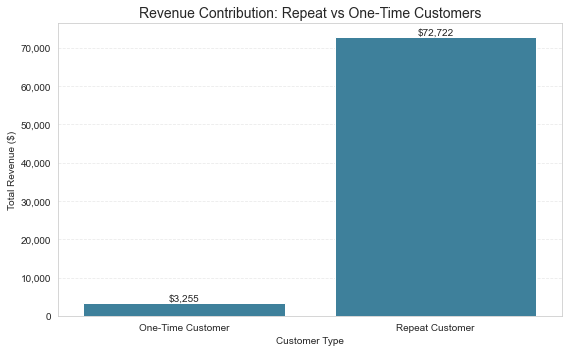 Revenue Contribution: Repeat vs One-Time Customers
$72,722
70,000
60,000
50,000
40,000
30,000
20,000
10,000
0
Total Revenue ($)
$3,255
One-Time Customer
Repeat Customer
Customer Type